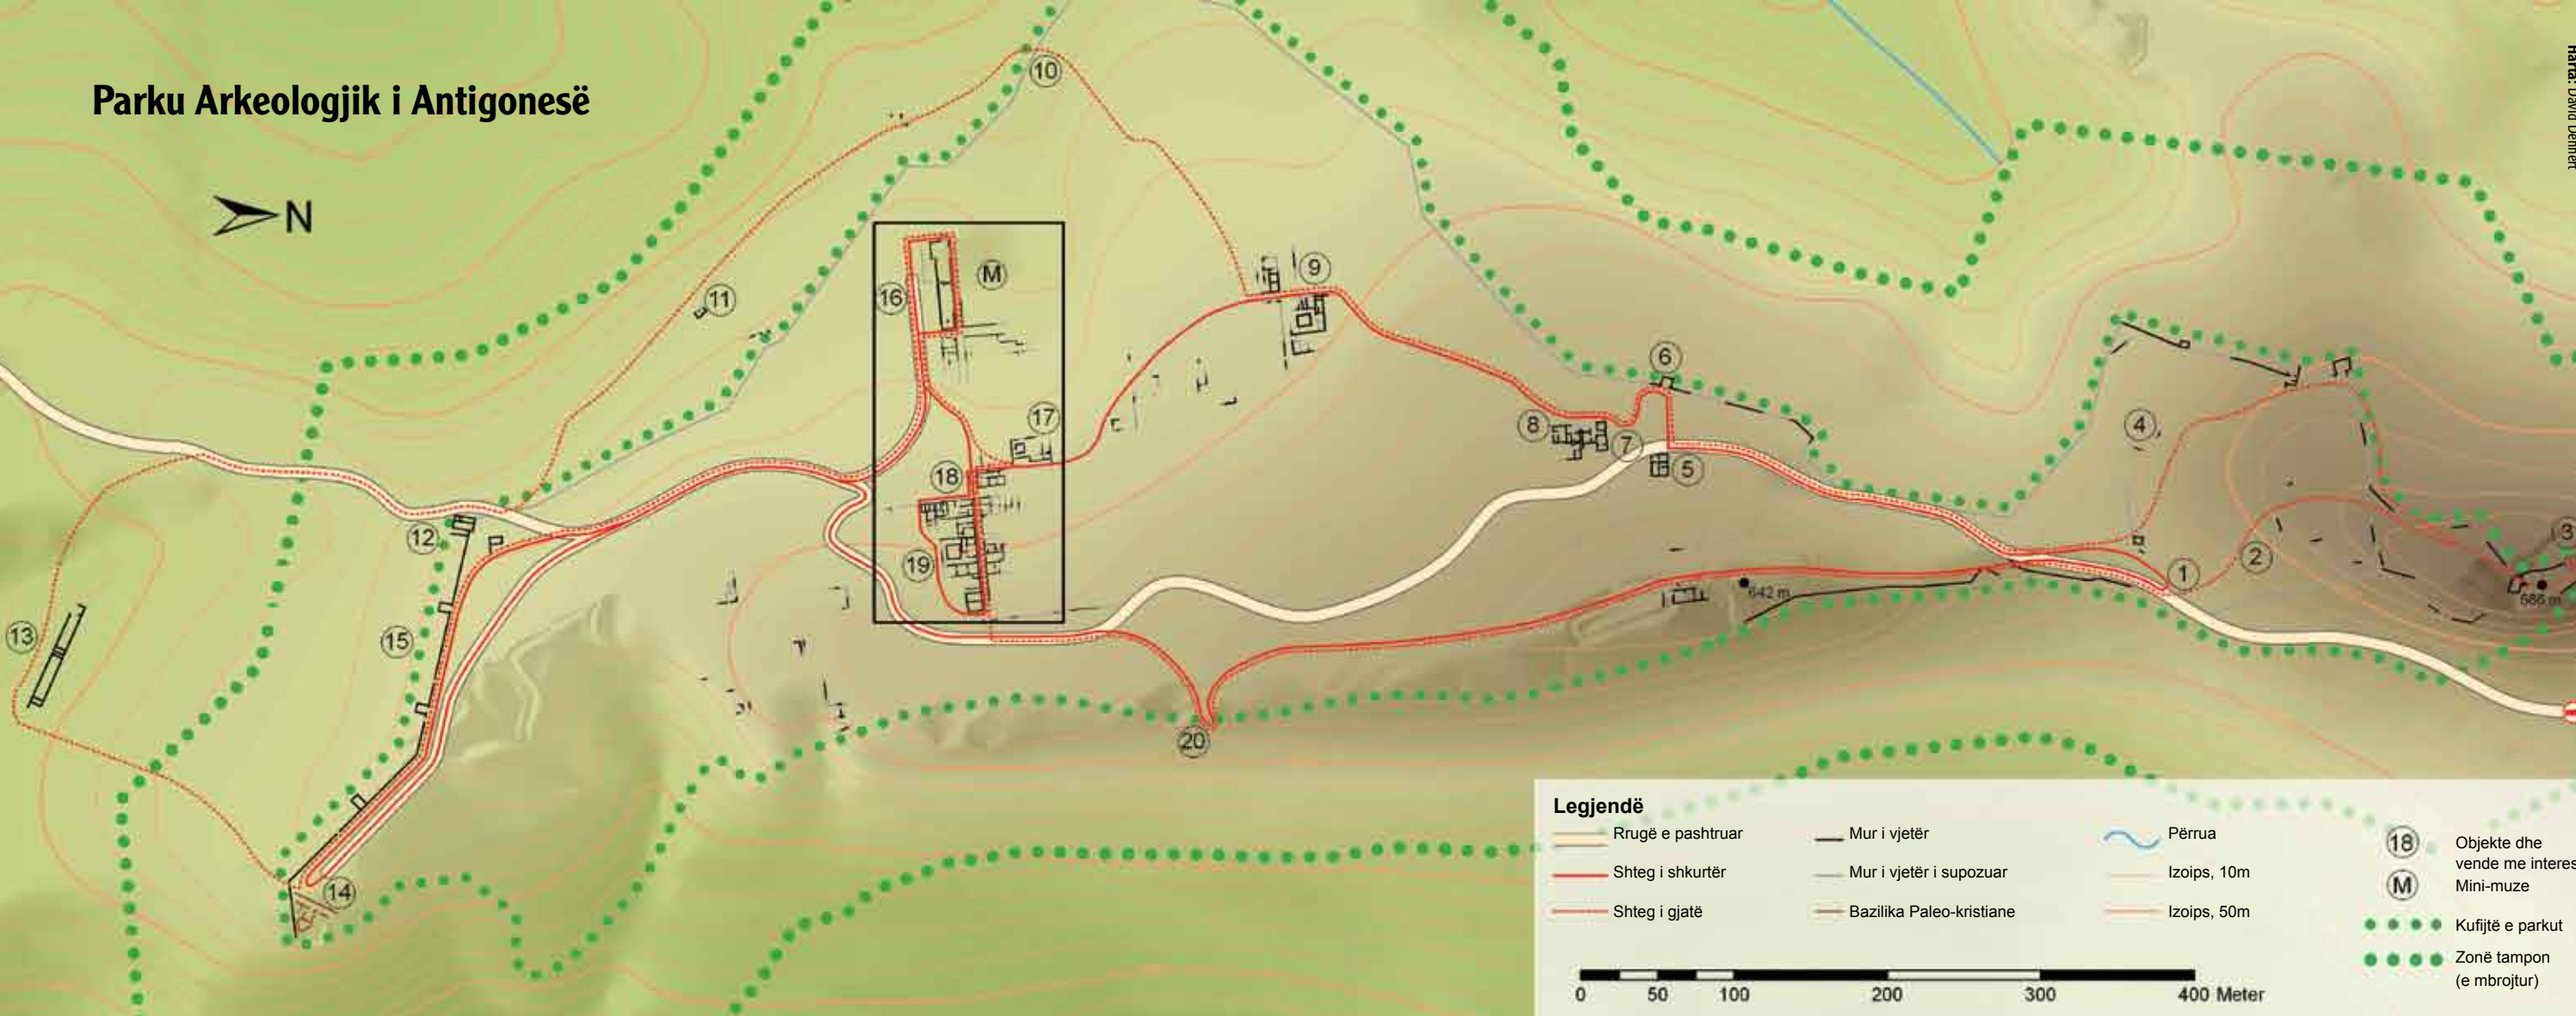 Parku Arkeologjik i Antigonesë
Harta: David Dehnert
N
10
11
16
M
9
17
6
8
7
5
4
18
12
P
19
642 m
1
2
3
686 m
15
13
20
14
Legjendë
Rrugë e pashtruar
Shteg i shkurtër
Shteg i gjatë
Mur i vjetër
Mur i vjetër i supozuar
Bazilika Paleo-kristiane
Përrua
Izoips, 10m
Izoips, 50m
18 Objekte dhe
vende me interes
M Mini-muze
Kufijtë e parkut
Zonë tampon
(e mbrojtur)
0 50 100 200 300 400 Meter